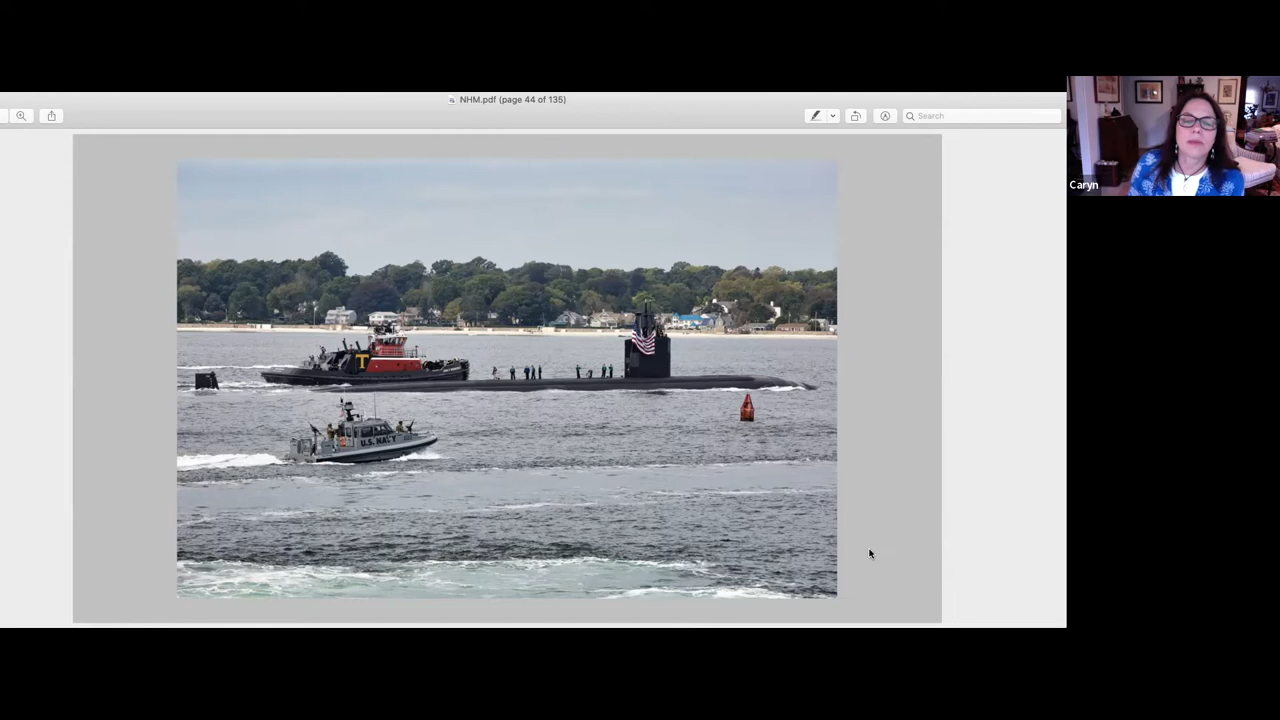 NHM.pdf (page 44 of 135)
Search
Caryn
T
U.S. NAVY